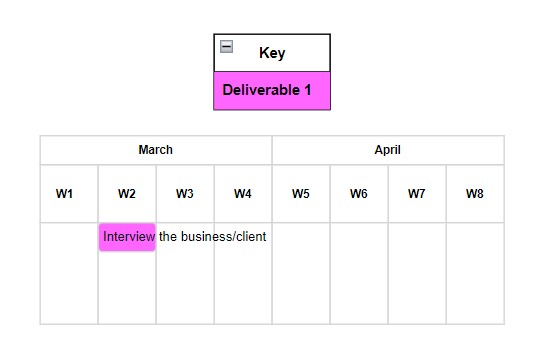 Key
Deliverable 1
March April
W1 W2 W3 W4 W5 W6 W7 W8
Interview the business/client